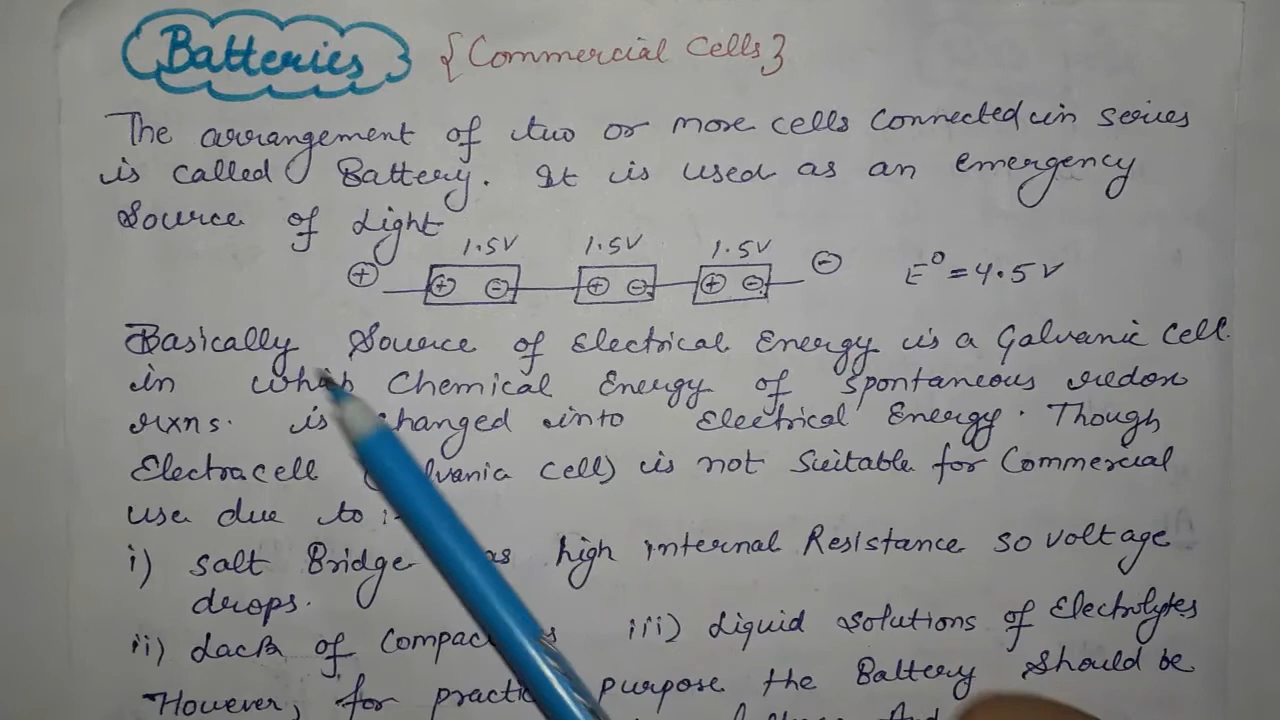 Batteries {Commercial Cells}
The arrangement of two or more cells connected in series
is called Battery. It is used as an emergency
Source of Light
1.5V 1.5V 1.5V
⊕ ⊕ ⊖ ⊕ ⊖ ⊕ ⊖ ⊖ E⁰ = 4.5V
Basically Source of Electrical Energy is a Galvanic Cell.
in which Chemical Energy of spontaneous redox
rxns. is changed into Electrical Energy. Though
Electracell (Galvania cell) is not Suitable for Commercial
use due to :-
i) Salt Bridge has high internal Resistance so voltage
drops.
ii) Lack of Compactness iii) Liquid solutions of Electrolytes
However, for practical purpose the Battery should be